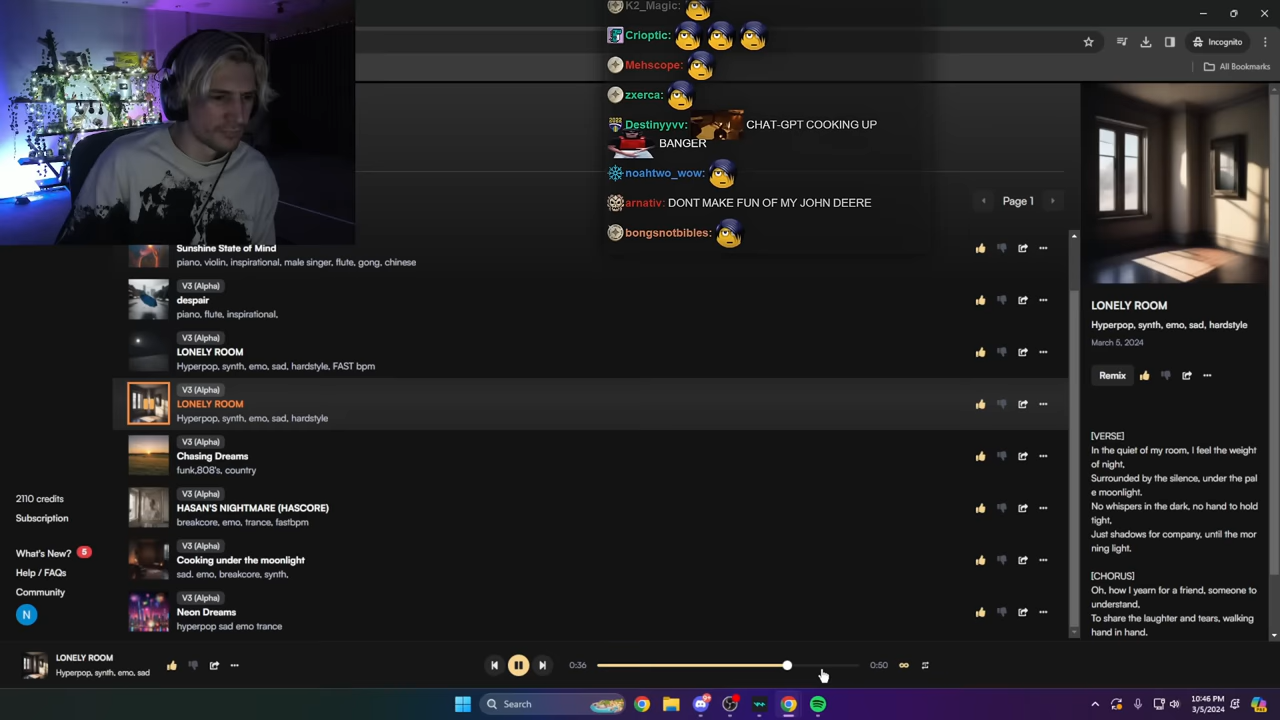 K2_Magic:
Crioptic:
Mehscope:
zxerca:
Destinyyvv: CHAT-GPT COOKING UP
BANGER
noahtwo_wow:
arnativ: DONT MAKE FUN OF MY JOHN DEERE
bongsnotbibles:
Incognito
All Bookmarks
Page 1
Sunshine State of Mind
piano, violin, inspirational, male singer, flute, gong, chinese
V3 (Alpha)
despair
piano, flute, inspirational,
V3 (Alpha)
LONELY ROOM
Hyperpop, synth, emo, sad, hardstyle, FAST bpm
V3 (Alpha)
LONELY ROOM
Hyperpop, synth, emo, sad, hardstyle
V3 (Alpha)
Chasing Dreams
funk,808's, country
V3 (Alpha)
HASAN'S NIGHTMARE (HASCORE)
breakcore, emo, trance, fastbpm
V3 (Alpha)
Cooking under the moonlight
sad. emo, breakcore, synth,
V3 (Alpha)
Neon Dreams
hyperpop sad emo trance
2110 credits
Subscription
What's New? 5
Help / FAQs
Community
N
LONELY ROOM
Hyperpop, synth, emo, sad, hardstyle
March 5, 2024
Remix
[VERSE]
In the quiet of my room, I feel the weight
of night,
Surrounded by the silence, under the pal
e moonlight.
No whispers in the dark, no hand to hold
tight,
Just shadows for company, until the mor
ning light.
[CHORUS]
Oh, how I yearn for a friend, someone to
understand,
To share the laughter and tears, walking
hand in hand.
LONELY ROOM
Hyperpop, synth, emo, sad
0:36
0:50
Search
10:46 PM
3/5/2024